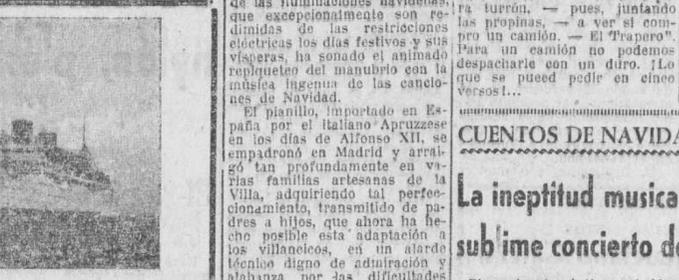 de las iluminaciones navideñas,
que excepcionalmente son re-
dimidas de las restricciones
eléctricas los días festivos y sus
vísperas, ha sonado el animado
repiqueteo del manubrio con la
música ingenua de las cancio-
nes de Navidad.
El pianillo, importado en Es-
paña por el italiano Apruzzese
en los días de Alfonso XII, se
empadronó en Madrid y arrai-
gó tan profundamente en va-
rias familias artesanas de la
Villa, adquiriendo tal perfec-
cionamiento, transmitido de pa-
dres a hijos, que ahora ha he-
cho posible esta adaptación a
los villancicos, en un alarde
técnico digno de admiración y
alabanza por las dificultades
ra turrón, — pues, juntando
las propinas, — a ver si com-
pro un camión. — El "Trapero".
Para un camión no podemos
despacharle con un duro. ¡Lo
que se pueed pedir en cinco
versos!...
CUENTOS DE NAVIDA
La ineptitud musica
sublime concierto de